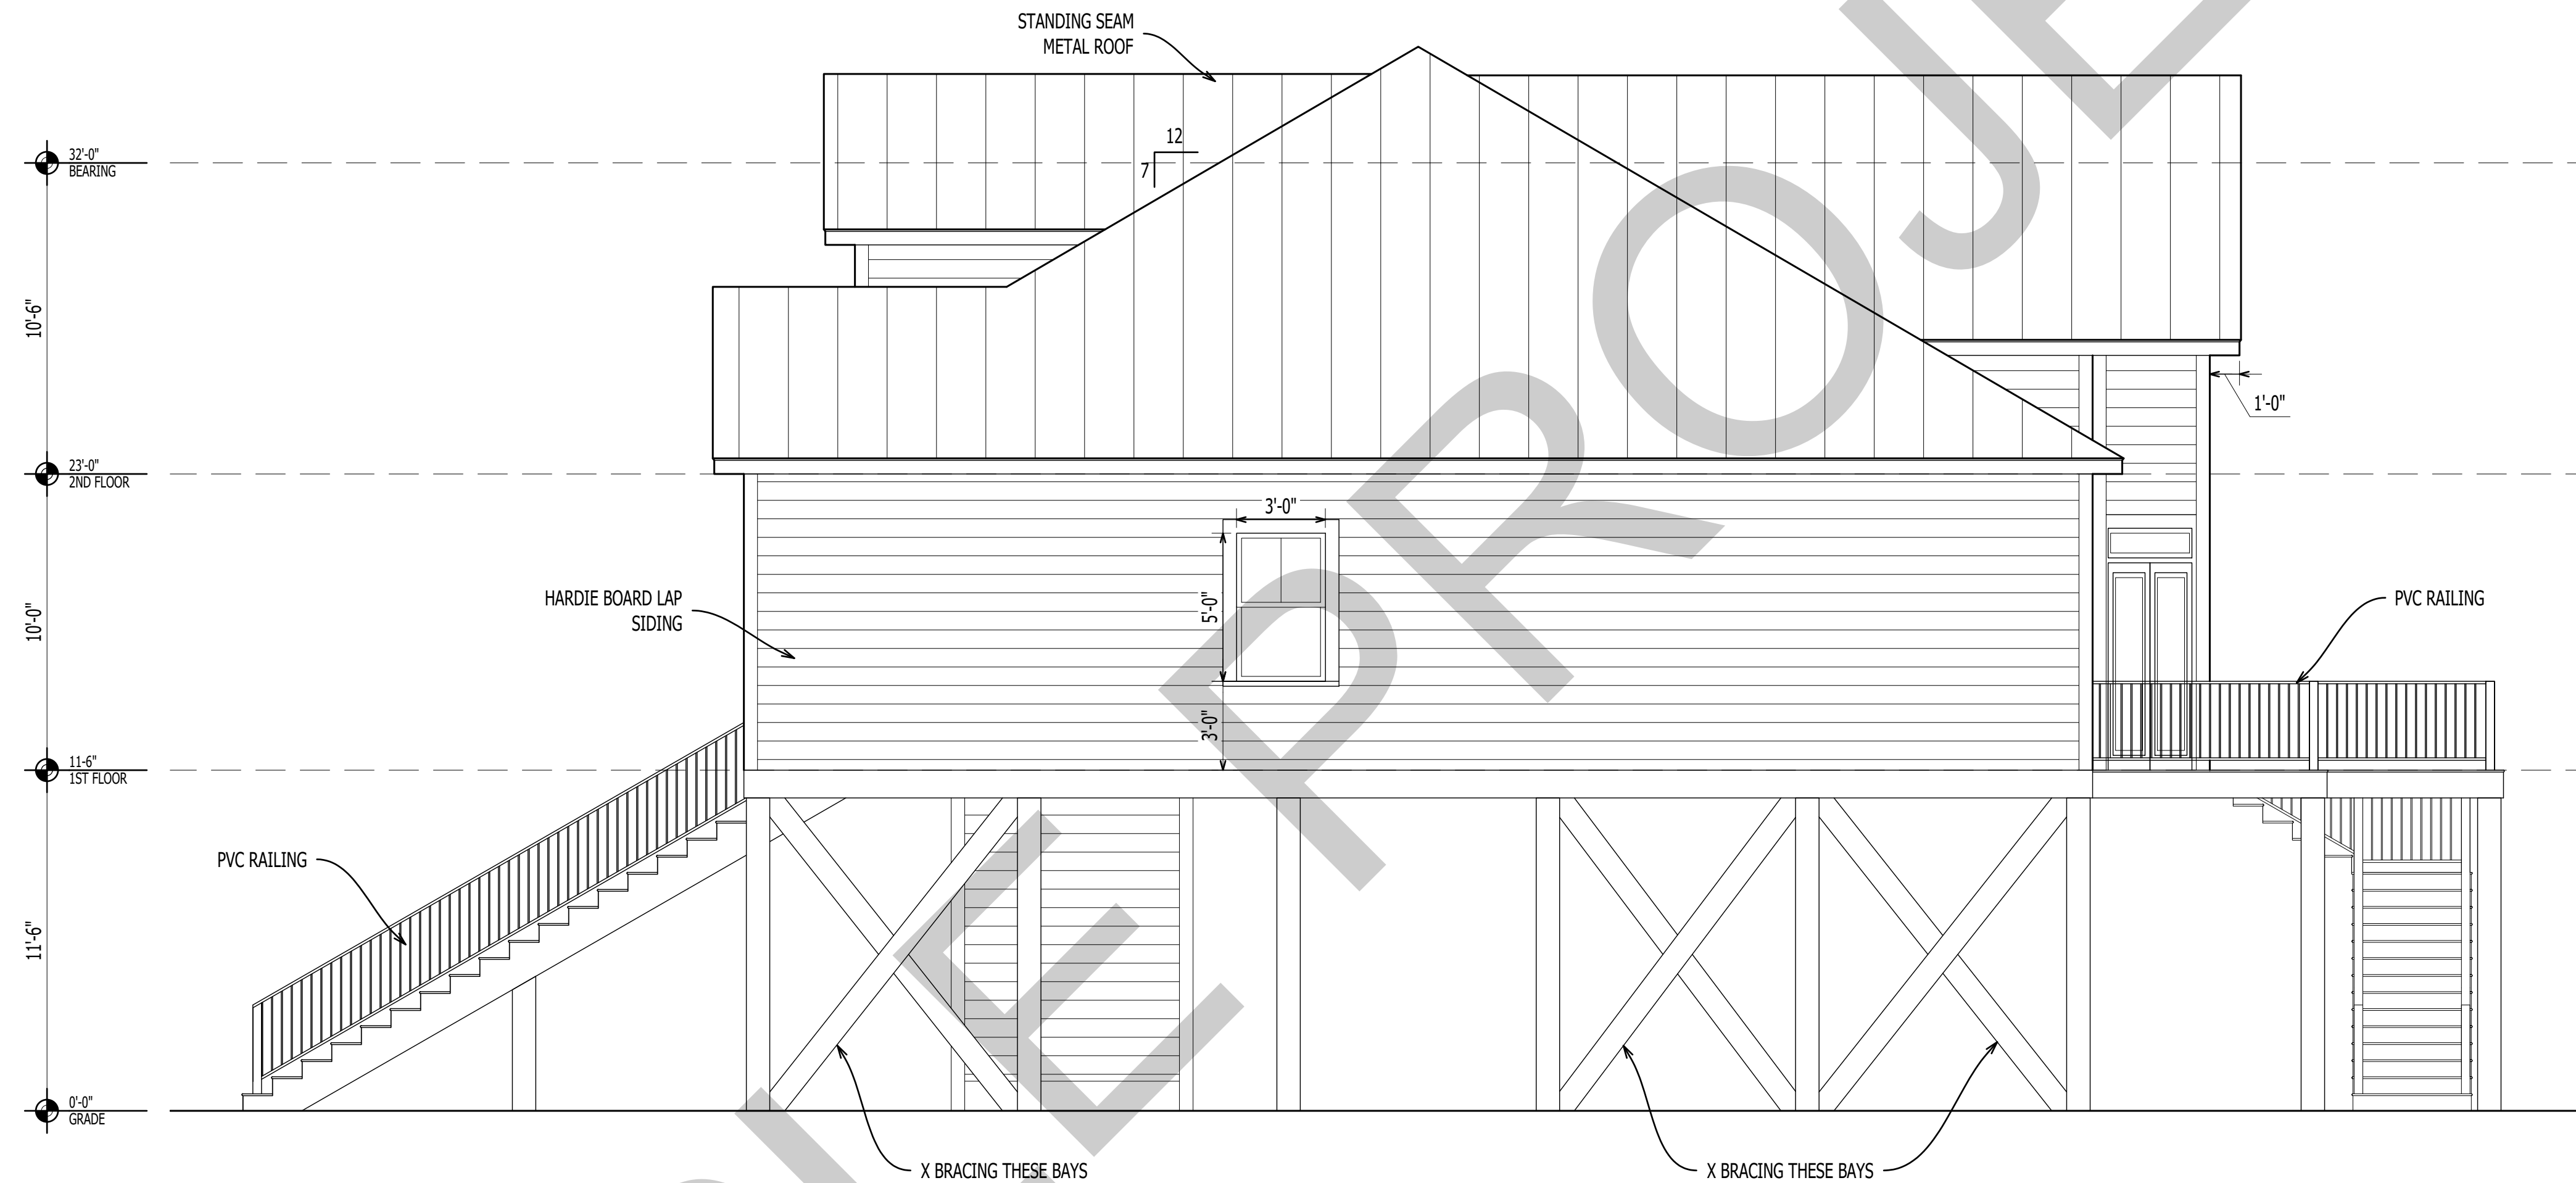 STANDING SEAM
METAL ROOF
12
7
32'-0"
BEARING
10'-6"
1'-0"
23'-0"
2ND FLOOR
3'-0"
5'-0"
HARDIE BOARD LAP
SIDING
PVC RAILING
10'-0"
3'-0"
11-6"
1ST FLOOR
PVC RAILING
11'-6"
0'-0"
GRADE
X BRACING THESE BAYS
X BRACING THESE BAYS
E PROJE